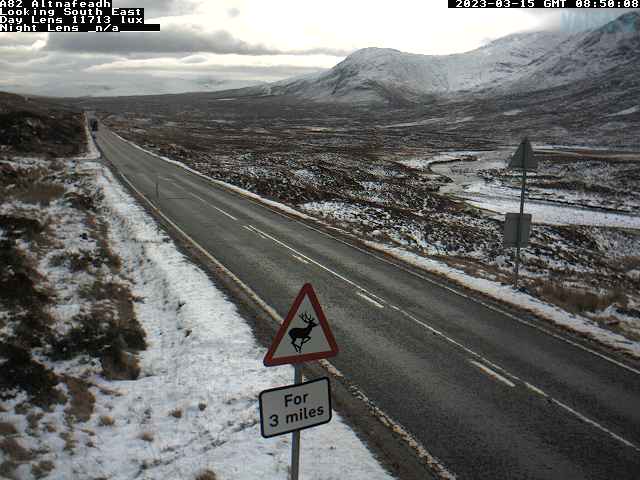 A82 Altnafeadh
2023-03-15 GMT 08:50:08
Looking South East
Day Lens 11713 lux
Night Lens n/a
For
3 miles